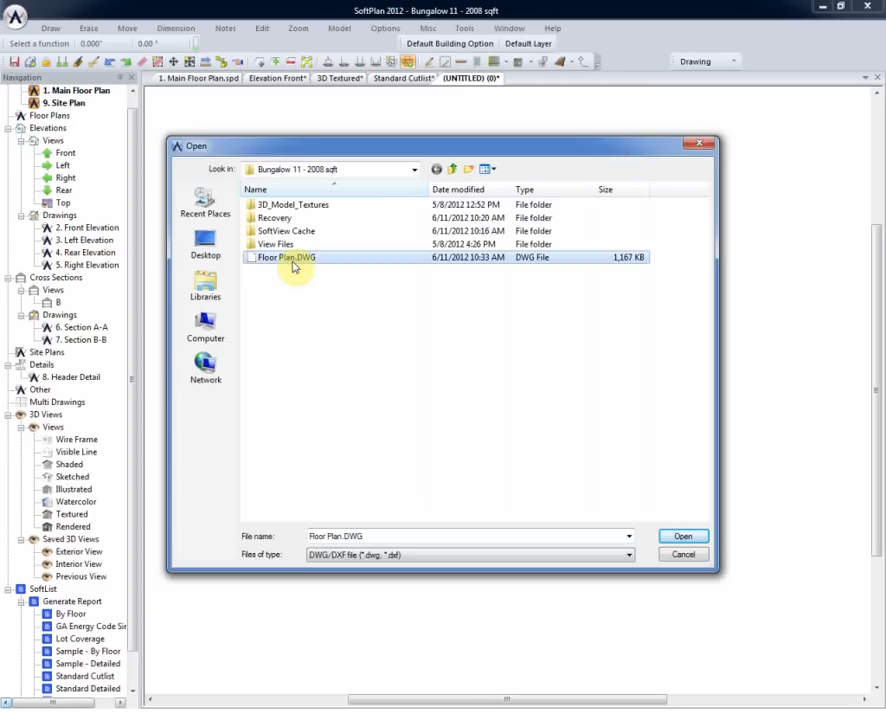 SoftPlan 2012 - Bungalow 11 - 2008 sqft
Draw Erase Move Dimension Notes Edit Zoom Model Options Misc Tools Window Help
Select a function 0.000" 0.00 ° Default Building Option Default Layer
Drawing
Navigation 1. Main Floor Plan.spd Elevation Front* 3D Textured* Standard Cutlist* (UNTITLED) (0)*
1. Main Floor Plan
9. Site Plan
Floor Plans
Elevations
Views
Front
Left
Right
Rear
Top
Drawings
2. Front Elevation
3. Left Elevation
4. Rear Elevation
5. Right Elevation
Cross Sections
Views
B
Drawings
6. Section A-A
7. Section B-B
Site Plans
Details
8. Header Detail
Other
Multi Drawings
3D Views
Views
Wire Frame
Visible Line
Shaded
Sketched
Illustrated
Watercolor
Textured
Rendered
Saved 3D Views
Exterior View
Interior View
Previous View
SoftList
Generate Report
By Floor
GA Energy Code Sir
Lot Coverage
Sample - By Floor
Sample - Detailed
Standard Cutlist
Standard Detailed
Open
Look in: Bungalow 11 - 2008 sqft
Recent Places
Desktop
Libraries
Computer
Network
Name Date modified Type Size
3D_Model_Textures 5/8/2012 12:52 PM File folder
Recovery 6/11/2012 10:20 AM File folder
SoftView Cache 6/11/2012 10:16 AM File folder
View Files 5/8/2012 4:26 PM File folder
Floor Plan.DWG 6/11/2012 10:33 AM DWG File 1,167 KB
File name: Floor Plan.DWG Open
Files of type: DWG/DXF file (*.dwg, *.dxf) Cancel